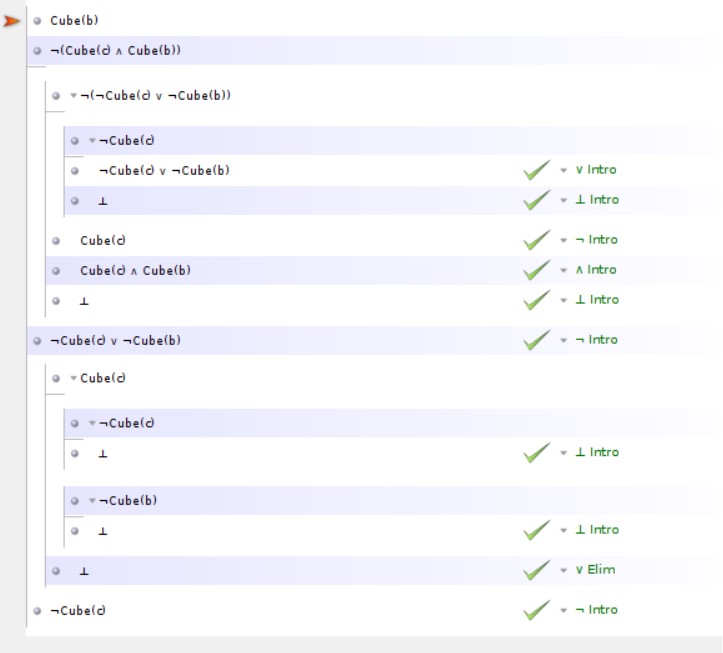 Cube(b)
¬(Cube(c) ∧ Cube(b))
¬(¬Cube(c) ∨ ¬Cube(b))
¬Cube(c)
¬Cube(c) ∨ ¬Cube(b) ∨ Intro
⊥ ⊥ Intro
Cube(c) ¬ Intro
Cube(c) ∧ Cube(b) ∧ Intro
⊥ ⊥ Intro
¬Cube(c) ∨ ¬Cube(b) ¬ Intro
Cube(c)
¬Cube(c)
⊥ ⊥ Intro
¬Cube(b)
⊥ ⊥ Intro
⊥ ∨ Elim
¬Cube(c) ¬ Intro